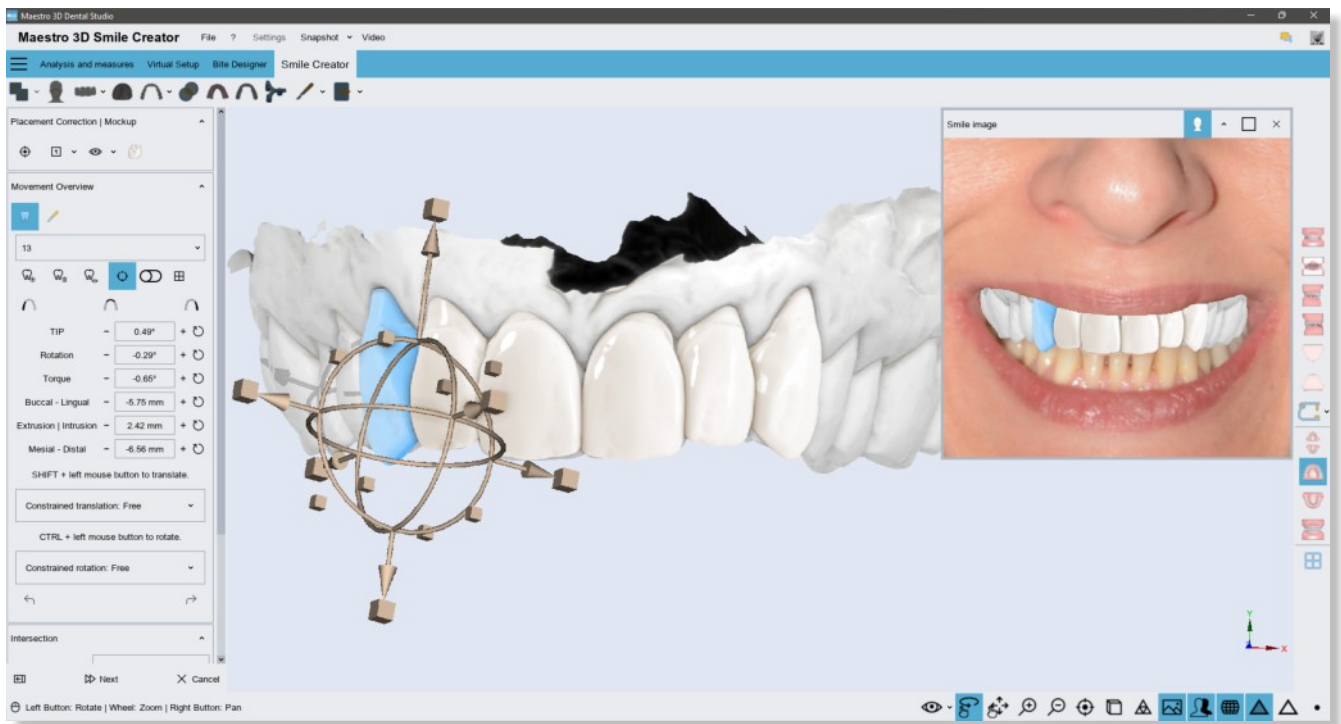 Maestro 3D Dental Studio
Maestro 3D Smile Creator File ? Settings Snapshot Video
Analysis and measures Virtual Setup Bite Designer Smile Creator
Placement Correction | Mockup
Smile image
1
Movement Overview
13
TIP - 0.49° +
Rotation - -0.29° +
Torque - -0.65° +
Buccal - Lingual - -5.75 mm +
Extrusion | Intrusion - 2.42 mm +
Mesial - Distal - -6.56 mm +
SHIFT + left mouse button to translate.
Constrained translation: Free
CTRL + left mouse button to rotate.
Constrained rotation: Free
Intersection
Y
X
Next Cancel
Left Button: Rotate | Wheel: Zoom | Right Button: Pan